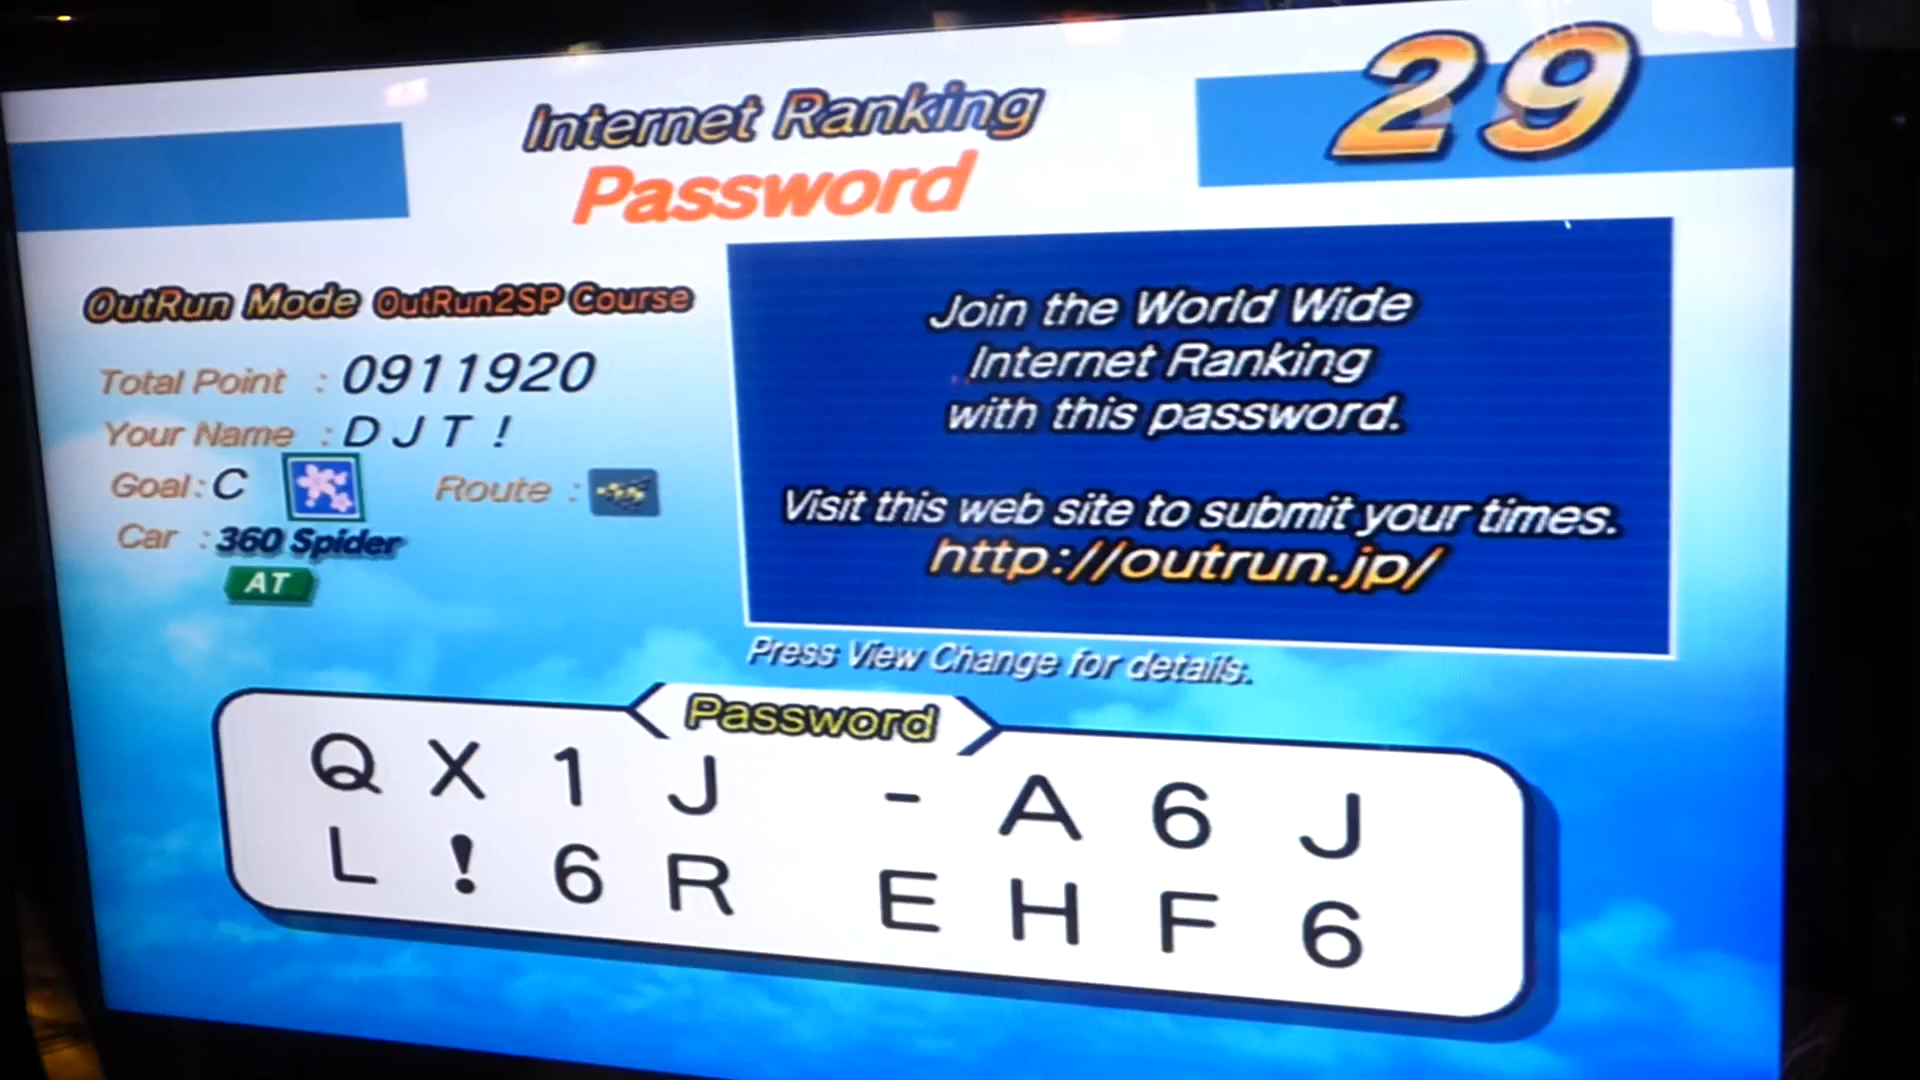 29
Internet Ranking
Password
OutRun Mode OutRun2SP Course
Total Point : 0911920
Your Name : DJT!
Goal : C Route :
Car : 360 Spider
AT
Join the World Wide
Internet Ranking
with this password.
Visit this web site to submit your times.
http://outrun.jp/
Press View Change for details.
Password
Q X 1 J - A 6 J
L ! 6 R E H F 6